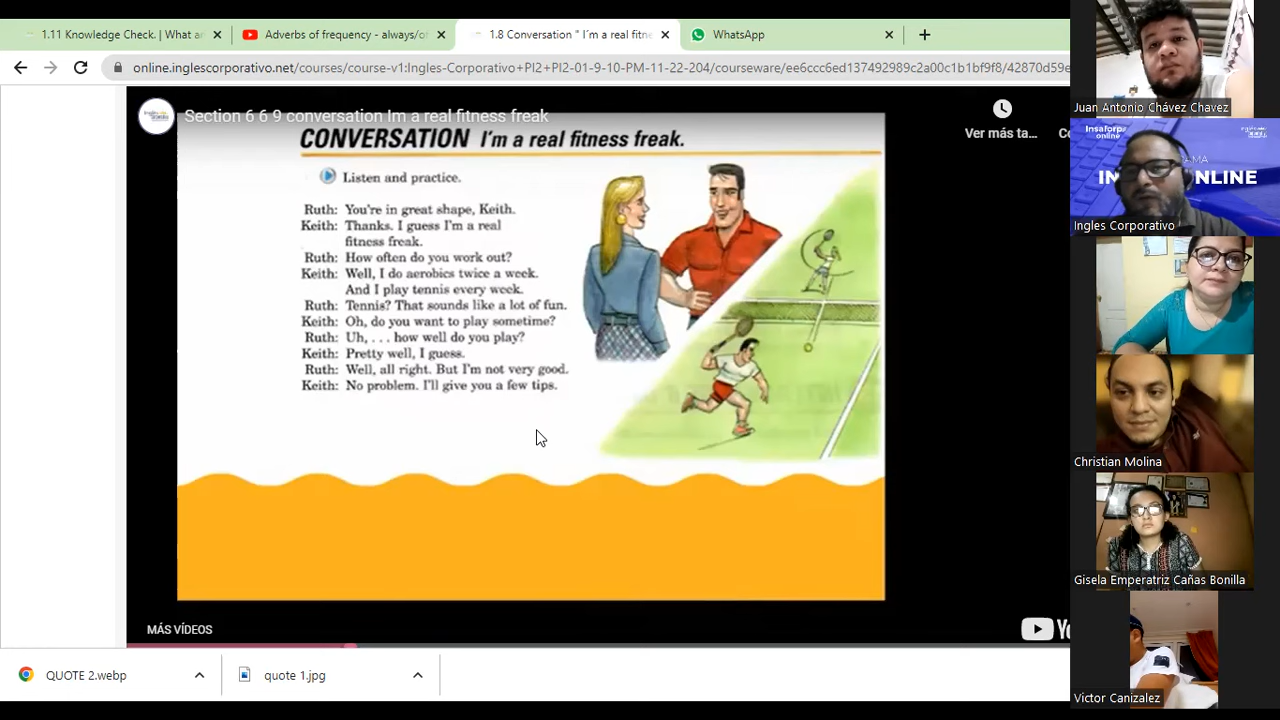 1.11 Knowledge Check. | What a
Adverbs of frequency - always/o
1.8 Conversation " I´m a real fitne
WhatsApp
online.inglescorporativo.net/courses/course-v1:Ingles-Corporativo+PI2+PI2-01-9-10-PM-11-22-204/courseware/ee6ccc6ed137492989c2a00c1b1bf9f8/42870d59e
Section 6 6 9 conversation Im a real fitness freak
Ver más ta...
CONVERSATION I'm a real fitness freak.
Listen and practice.
Ruth: You're in great shape, Keith.
Keith: Thanks. I guess I'm a real
fitness freak.
Ruth: How often do you work out?
Keith: Well, I do aerobics twice a week.
And I play tennis every week.
Ruth: Tennis? That sounds like a lot of fun.
Keith: Oh, do you want to play sometime?
Ruth: Uh, . . . how well do you play?
Keith: Pretty well, I guess.
Ruth: Well, all right. But I'm not very good.
Keith: No problem. I'll give you a few tips.
MÁS VÍDEOS
QUOTE 2.webp
quote 1.jpg
Juan Antonio Chávez Chavez
Insaforp
online
Ingles Corporativo
Christian Molina
Gisela Emperatriz Cañas Bonilla
Victor Canizalez